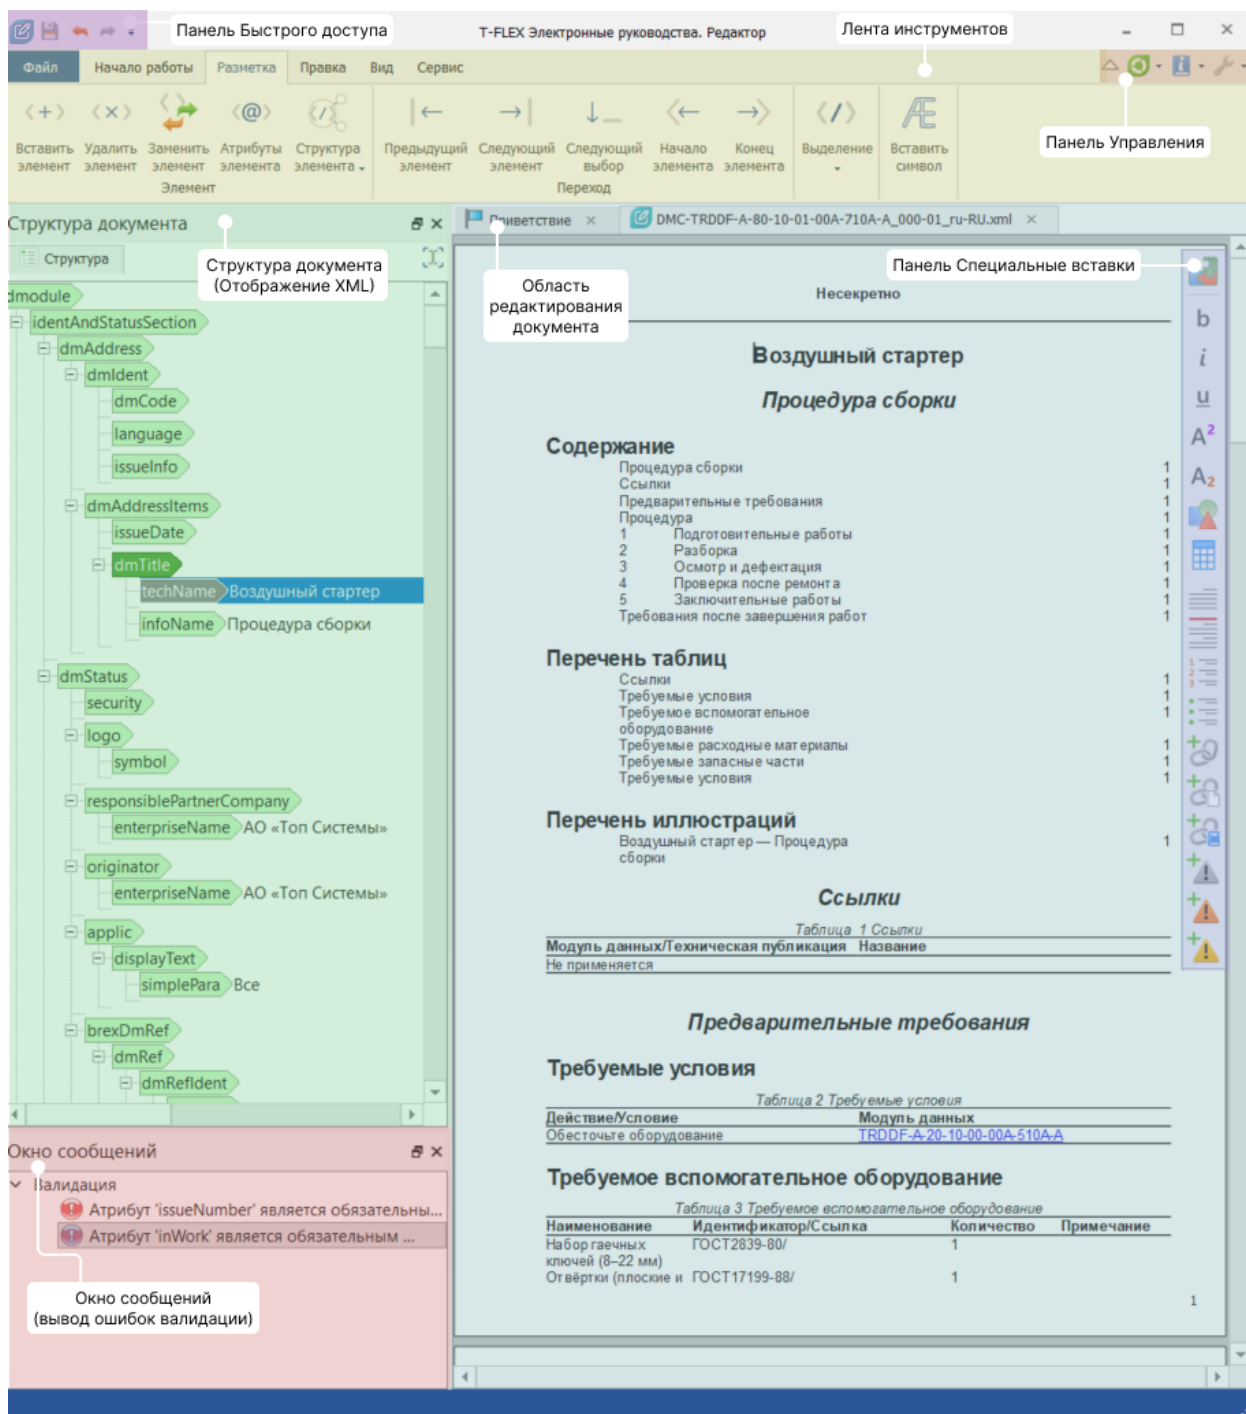 Панель Быстрого доступа
T-FLEX Электронные руководства. Редактор
Лента инструментов
Файл
Начало работы
Разметка
Правка
Вид
Сервис
Панель Управления
Вставить элемент
Удалить элемент
Заменить элемент
Атрибуты элемента
Структура элемента
Предыдущий элемент
Следующий элемент
Следующий выбор
Начало элемента
Конец элемента
Выделение
Вставить символ
Элемент
Переход
Структура документа
Структура
Структура документа
(Отображение XML)
dmodule
identAndStatusSection
dmAddress
dmIdent
dmCode
language
issueInfo
dmAddressItems
issueDate
dmTitle
techName Воздушный стартер
infoName Процедура сборки
dmStatus
security
logo
symbol
responsiblePartnerCompany
enterpriseName АО «Топ Системы»
originator
enterpriseName АО «Топ Системы»
applic
displayText
simplePara Все
brexDmRef
dmRef
dmRefIdent
Окно сообщений
Валидация
Атрибут 'issueNumber' является обязательны...
Атрибут 'inWork' является обязательным ...
Окно сообщений
(вывод ошибок валидации)
Приветствие
DMC-TRDDF-A-80-10-01-00A-710A-A_000-01_ru-RU.xml
Область
редактирования
документа
Панель Специальные вставки
Несекретно
Воздушный стартер
Процедура сборки
Содержание
Процедура сборки 1
Ссылки 1
Предварительные требования 1
Процедура 1
1 Подготовительные работы 1
2 Разборка 1
3 Осмотр и дефектация 1
4 Проверка после ремонта 1
5 Заключительные работы 1
Требования после завершения работ 1
Перечень таблиц
Ссылки 1
Требуемые условия 1
Требуемое вспомогательное 1
оборудование
Требуемые расходные материалы 1
Требуемые запасные части 1
Требуемые условия 1
Перечень иллюстраций
Воздушный стартер — Процедура 1
сборки
Ссылки
Таблица 1 Ссылки
Модуль данных/Техническая публикация Название
Не применяется
Предварительные требования
Требуемые условия
Таблица 2 Требуемые условия
Действие/Условие Модуль данных
Обесточьте оборудование TRDDF-A-20-10-00-00A-510A-A
Требуемое вспомогательное оборудование
Таблица 3 Требуемое вспомогательное оборудование
Наименование Идентификатор/Ссылка Количество Примечание
Набор гаечных ГОСТ2839-80/ 1
ключей (8–22 мм)
Отвёртки (плоские и ГОСТ17199-88/ 1
1
b
i
u
A2
A2